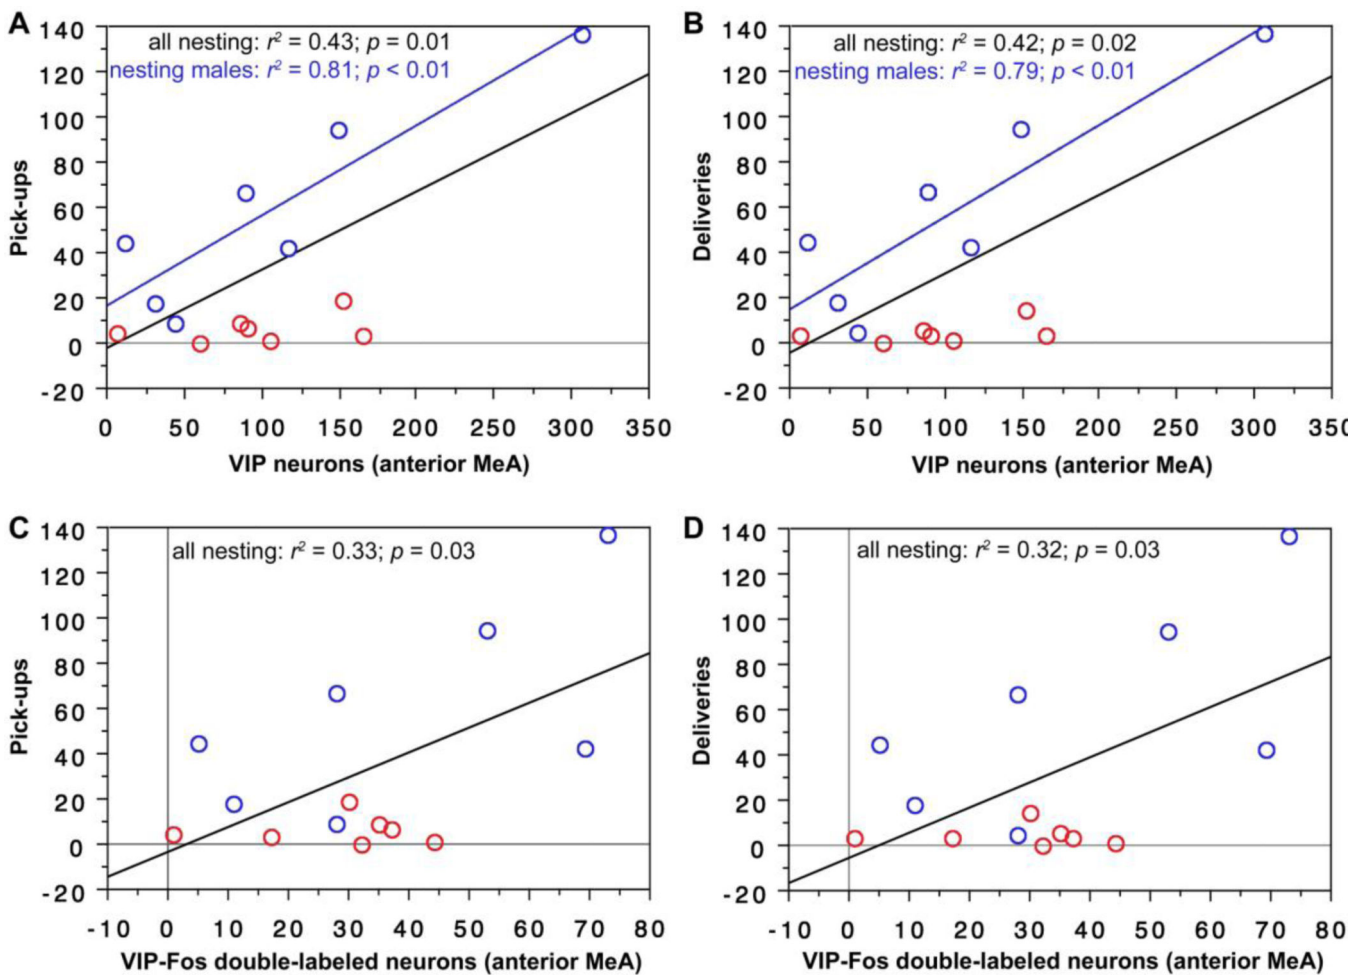 A
all nesting: r² = 0.43; p = 0.01
nesting males: r² = 0.81; p < 0.01
140
120
100
80
60
40
20
0
-20
Pick-ups
0 50 100 150 200 250 300 350
VIP neurons (anterior MeA)
B
all nesting: r² = 0.42; p = 0.02
nesting males: r² = 0.79; p < 0.01
140
120
100
80
60
40
20
0
-20
Deliveries
0 50 100 150 200 250 300 350
VIP neurons (anterior MeA)
C
all nesting: r² = 0.33; p = 0.03
140
120
100
80
60
40
20
0
-20
Pick-ups
-10 0 10 20 30 40 50 60 70 80
VIP-Fos double-labeled neurons (anterior MeA)
D
all nesting: r² = 0.32; p = 0.03
140
120
100
80
60
40
20
0
-20
Deliveries
-10 0 10 20 30 40 50 60 70 80
VIP-Fos double-labeled neurons (anterior MeA)